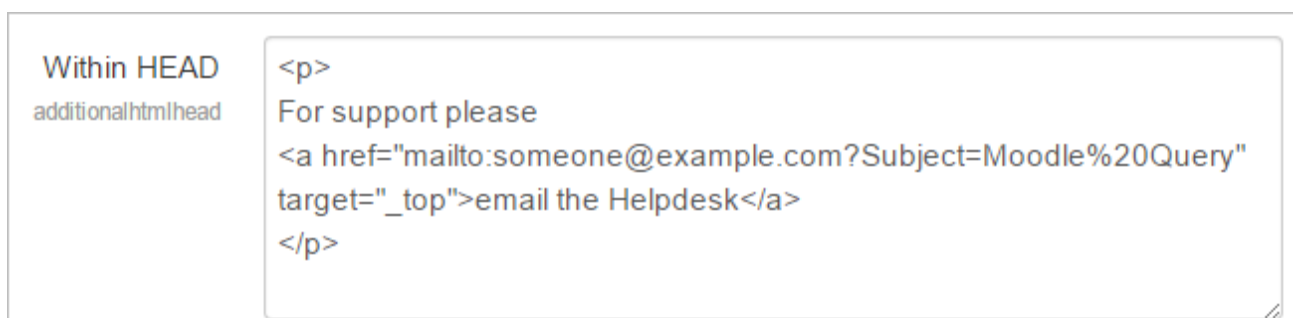 Within HEAD
additionalhtmlhead
<p>
For support please
<a href="mailto:someone@example.com?Subject=Moodle%20Query"
target="_top">email the Helpdesk</a>
</p>